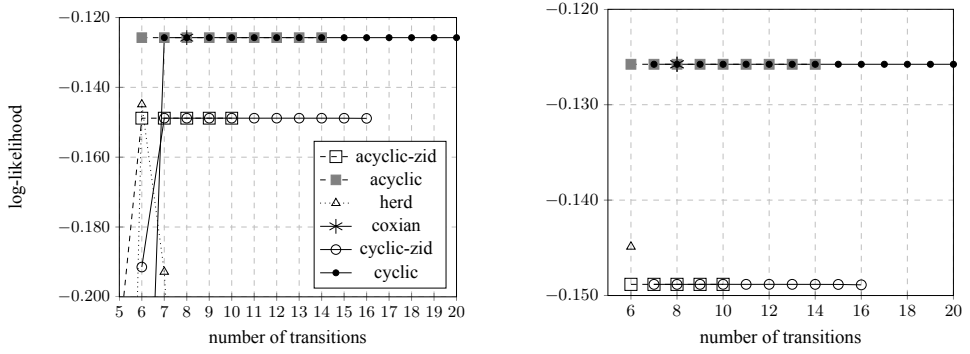 −0.120
−0.140
−0.160
−0.180
−0.200
5 6 7 8 9 10 11 12 13 14 15 16 17 18 19 20
number of transitions
log-likelihood
acyclic-zid
acyclic
herd
coxian
cyclic-zid
cyclic
−0.120
−0.130
−0.140
−0.150
6 8 10 12 14 16 18 20
number of transitions